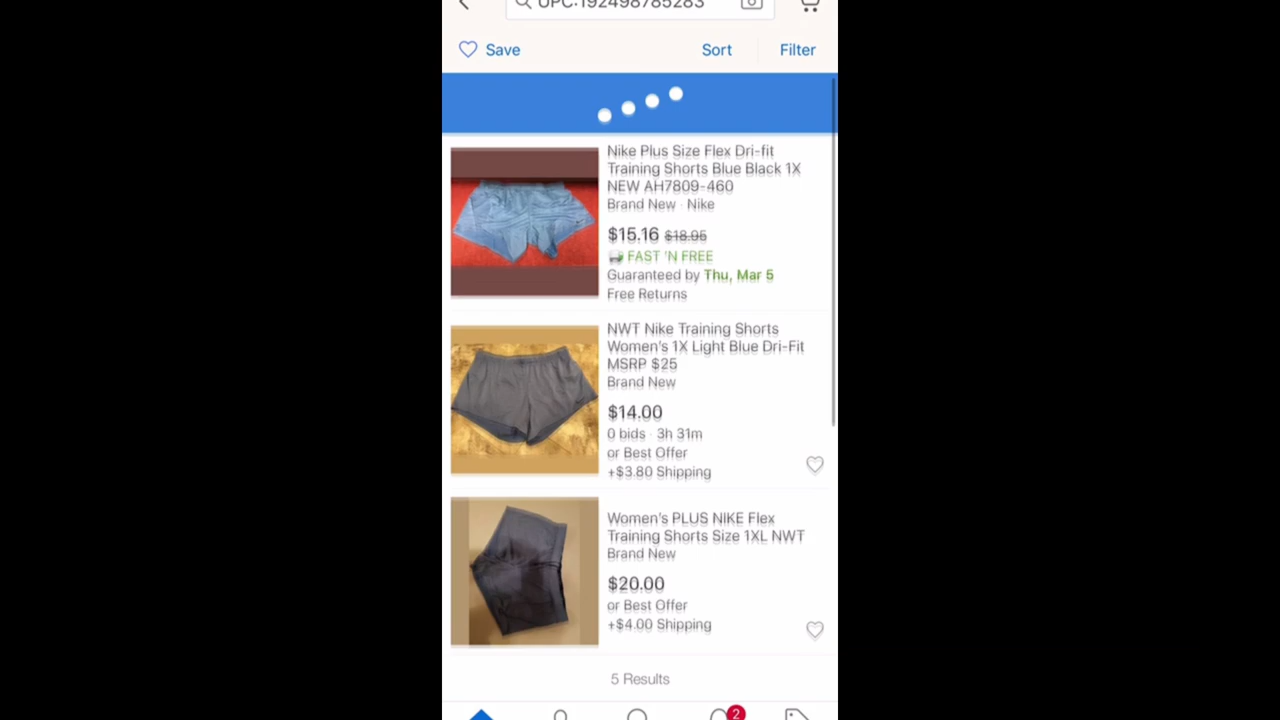 UPC:192498785283
Save
Sort
Filter
Nike Plus Size Flex Dri-fit
Training Shorts Blue Black 1X
NEW AH7809-460
Brand New · Nike
$15.16 $18.95
FAST 'N FREE
Guaranteed by Thu, Mar 5
Free Returns
NWT Nike Training Shorts
Women's 1X Light Blue Dri-Fit
MSRP $25
Brand New
$14.00
0 bids · 3h 31m
or Best Offer
+$3.80 Shipping
Women's PLUS NIKE Flex
Training Shorts Size 1XL NWT
Brand New
$20.00
or Best Offer
+$4.00 Shipping
5 Results
2